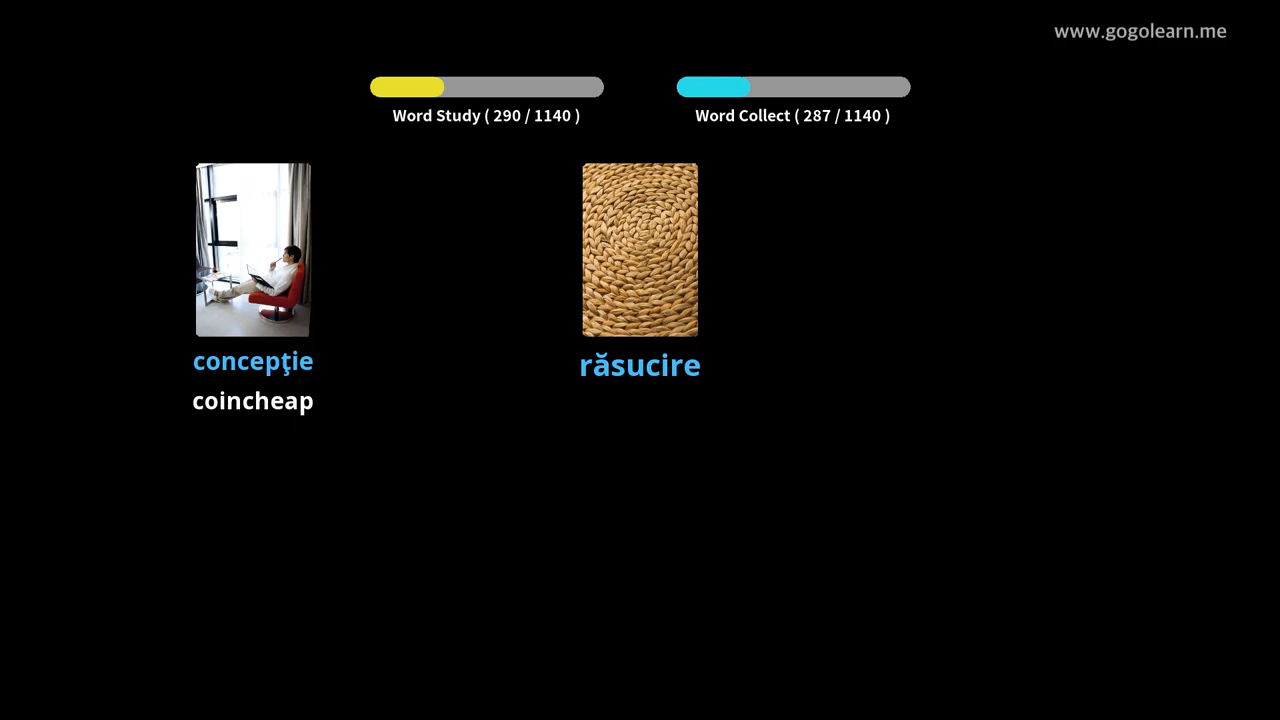 www.gogolearn.me
Word Study ( 290 / 1140 )
Word Collect ( 287 / 1140 )
concepţie
coincheap
răsucire